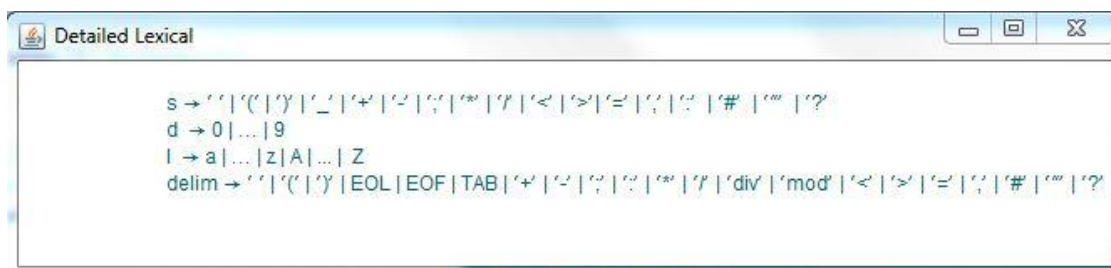 Detailed Lexical
s → ' ' | '(' | ')' | '_' | '+' | '-' | ';' | '*' | '/' | '<' | '>' | '=' | ',' | ':' | '#' | '"' | '?'
d → 0 | ... | 9
l → a | ... | z | A | ... | Z
delim → ' ' | '(' | ')' | EOL | EOF | TAB | '+' | '-' | ';' | ':' | '*' | '/' | 'div' | 'mod' | '<' | '>' | '=' | ',' | '#' | '"' | '?'